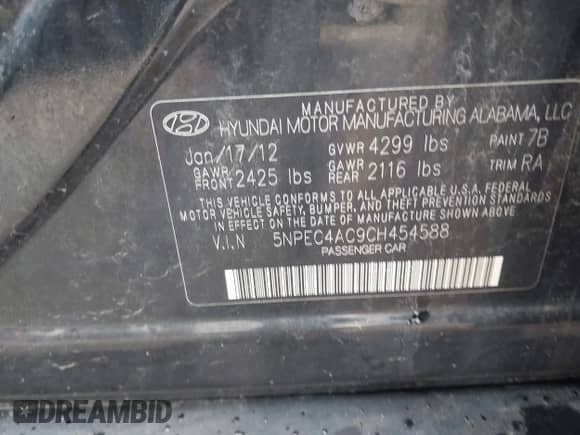 MANUFACTURED BY
HYUNDAI MOTOR MANUFACTURING ALABAMA, LLC
Jan/17/12 GVWR 4299 lbs PAINT 7B
GAWR FRONT 2425 lbs GAWR REAR 2116 lbs TRIM RA
THIS VEHICLE CONFORMS TO ALL APPLICABLE U.S.A. FEDERAL
MOTOR VEHICLE SAFETY, BUMPER, AND THEFT PREVENTION STANDARDS
IN EFFECT ON THE DATE OF MANUFACTURE SHOWN ABOVE.
V.I.N 5NPEC4AC9CH454588
PASSENGER CAR
DREAMBID